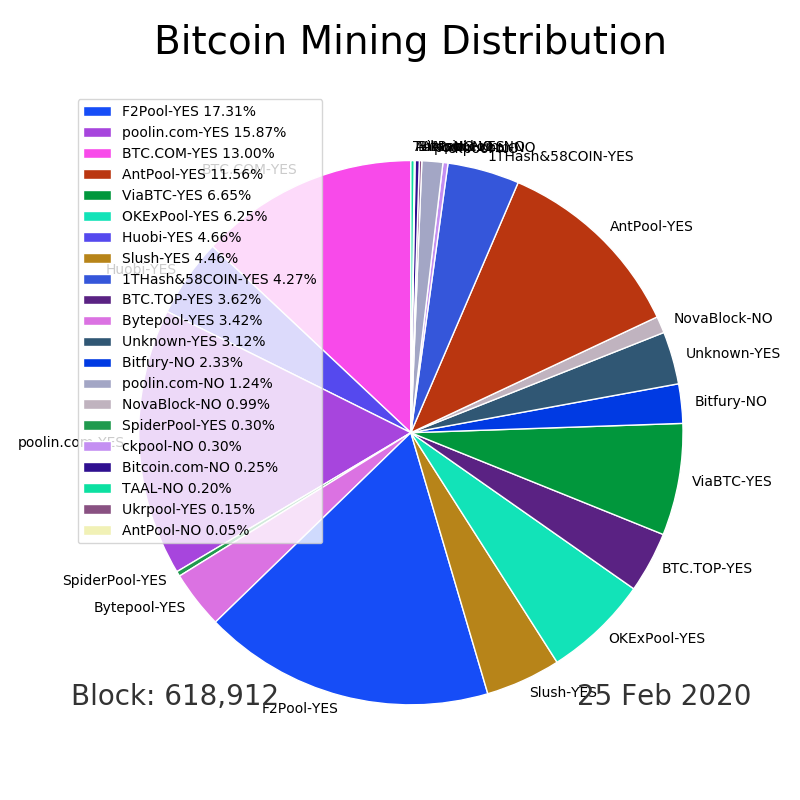 Bitcoin Mining Distribution
F2Pool-YES 17.31%
poolin.com-YES 15.87%
BTC.COM-YES 13.00%
AntPool-YES 11.56%
ViaBTC-YES 6.65%
OKExPool-YES 6.25%
Huobi-YES 4.66%
Slush-YES 4.46%
1THash&58COIN-YES 4.27%
BTC.TOP-YES 3.62%
Bytepool-YES 3.42%
Unknown-YES 3.12%
Bitfury-NO 2.33%
poolin.com-NO 1.24%
NovaBlock-NO 0.99%
SpiderPool-YES 0.30%
ckpool-NO 0.30%
Bitcoin.com-NO 0.25%
TAAL-NO 0.20%
Ukrpool-YES 0.15%
AntPool-NO 0.05%
BTC.COM-YES
Huobi-YES
poolin.com-YES
SpiderPool-YES
Bytepool-YES
F2Pool-YES
Slush-YES
OKExPool-YES
BTC.TOP-YES
ViaBTC-YES
Bitfury-NO
Unknown-YES
NovaBlock-NO
AntPool-YES
1THash&58COIN-YES
Block: 618,912
25 Feb 2020